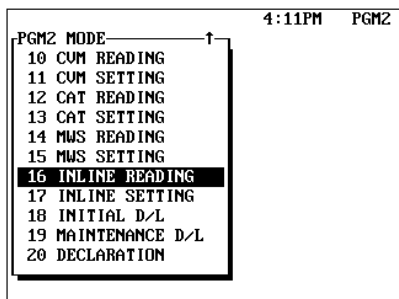 4:11PM PGM2
PGM2 MODE ↑
10 CVM READING
11 CVM SETTING
12 CAT READING
13 CAT SETTING
14 MWS READING
15 MWS SETTING
16 INLINE READING
17 INLINE SETTING
18 INITIAL D/L
19 MAINTENANCE D/L
20 DECLARATION